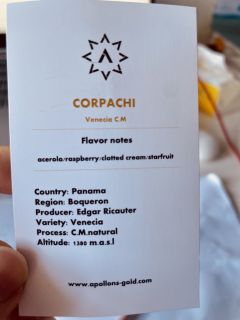 CORPACHI
Venecia C.M
Flavor notes
acerola/raspberry/clotted cream/starfruit
Country: Panama
Region: Boqueron
Producer: Edgar Ricauter
Variety: Venecia
Process: C.M.natural
Altitude: 1380 m.a.s.l
www.apollons-gold.com